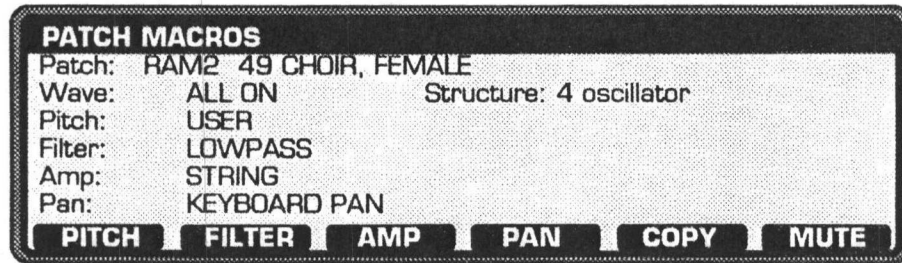 PATCH MACROS
Patch: RAM2 49 CHOIR, FEMALE
Wave: ALL ON Structure: 4 oscillator
Pitch: USER
Filter: LOWPASS
Amp: STRING
Pan: KEYBOARD PAN
PITCH FILTER AMP PAN COPY MUTE